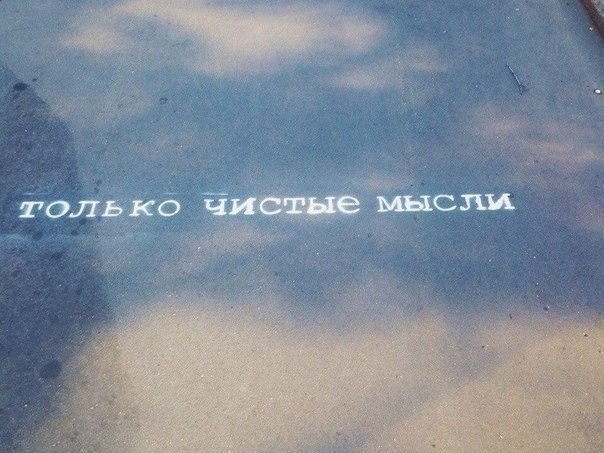 только чистые мысли